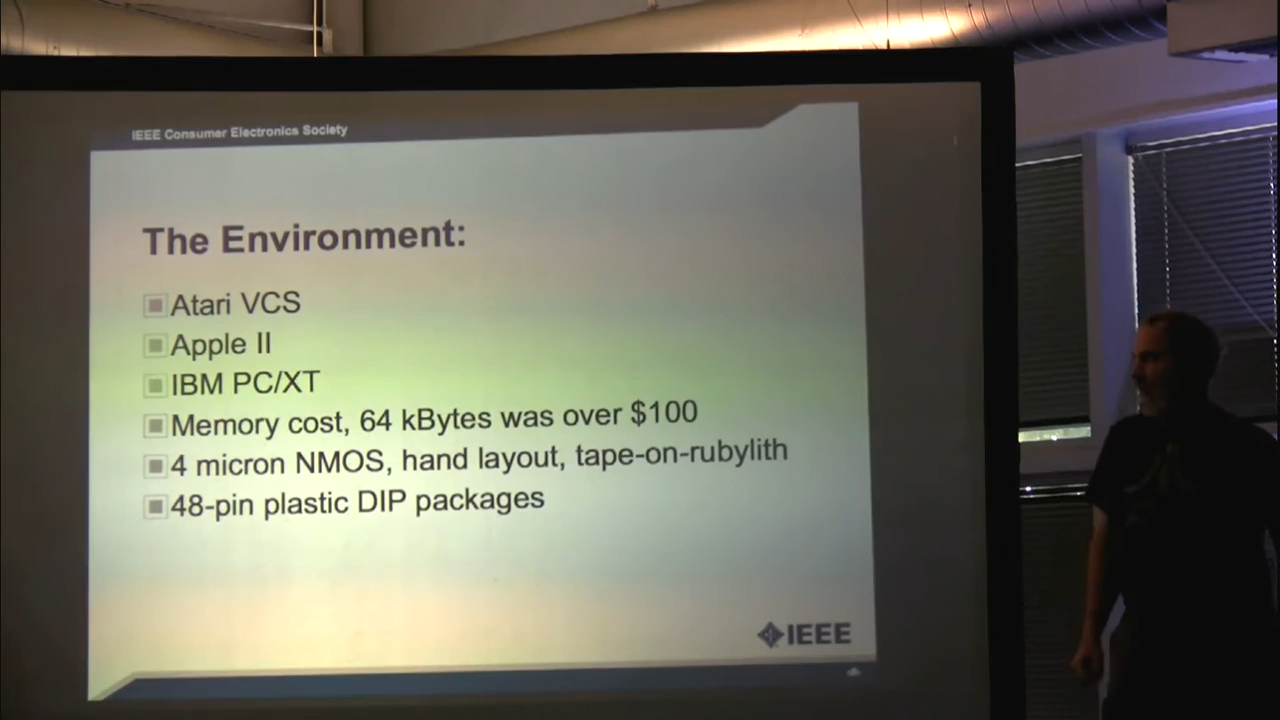 IEEE Consumer Electronics Society
The Environment:
Atari VCS
Apple II
IBM PC/XT
Memory cost, 64 kBytes was over $100
4 micron NMOS, hand layout, tape-on-rubylith
48-pin plastic DIP packages
IEEE